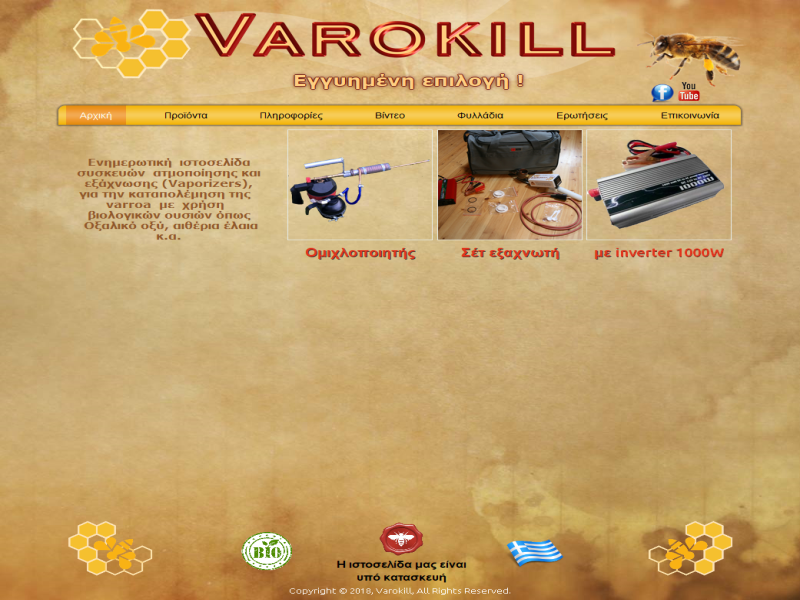 VAROKILL
Εγγυημένη επιλογή !
You
Tube
Αρχική Προϊόντα Πληροφορίες Βίντεο Φυλλάδια Ερωτήσεις Επικοινωνία
Ενημερωτική ιστοσελίδα
συσκευών ατμοποίησης και
εξάχνωσης (Vaporizers),
για την καταπολέμηση της
varroa με χρήση
βιολογικών ουσιών όπως
Οξαλικό οξύ, αιθέρια έλαια
κ.α.
1000W
Ομιχλοποιητής Σέτ εξαχνωτή με inverter 1000W
BIO
Η ιστοσελίδα μας είναι
υπό κατασκευή
Copyright © 2018, Varokill, All Rights Reserved.